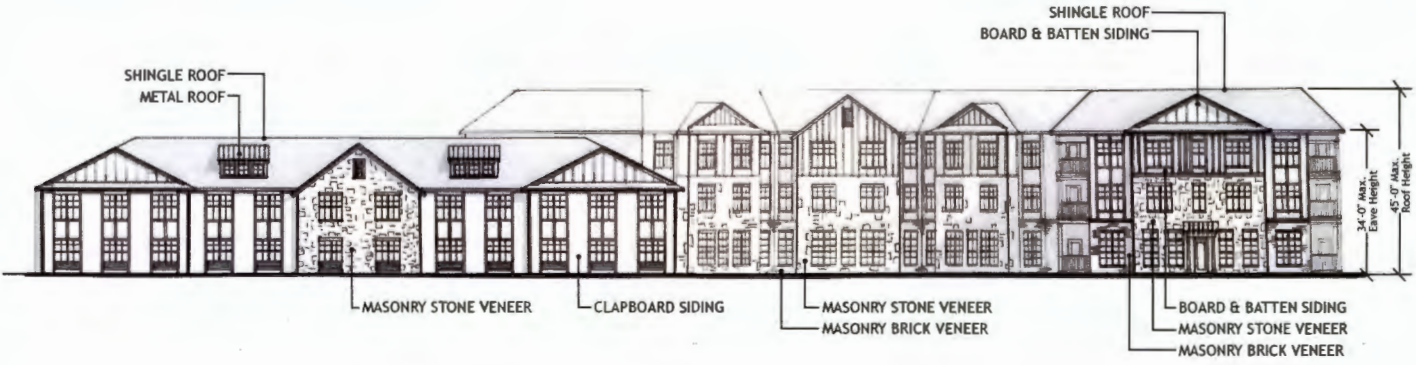 SHINGLE ROOF
BOARD & BATTEN SIDING
SHINGLE ROOF
METAL ROOF
34'-0" Max.
Eave Height
45'-0" Max.
Roof Height
MASONRY STONE VENEER
CLAPBOARD SIDING
MASONRY STONE VENEER
MASONRY BRICK VENEER
BOARD & BATTEN SIDING
MASONRY STONE VENEER
MASONRY BRICK VENEER